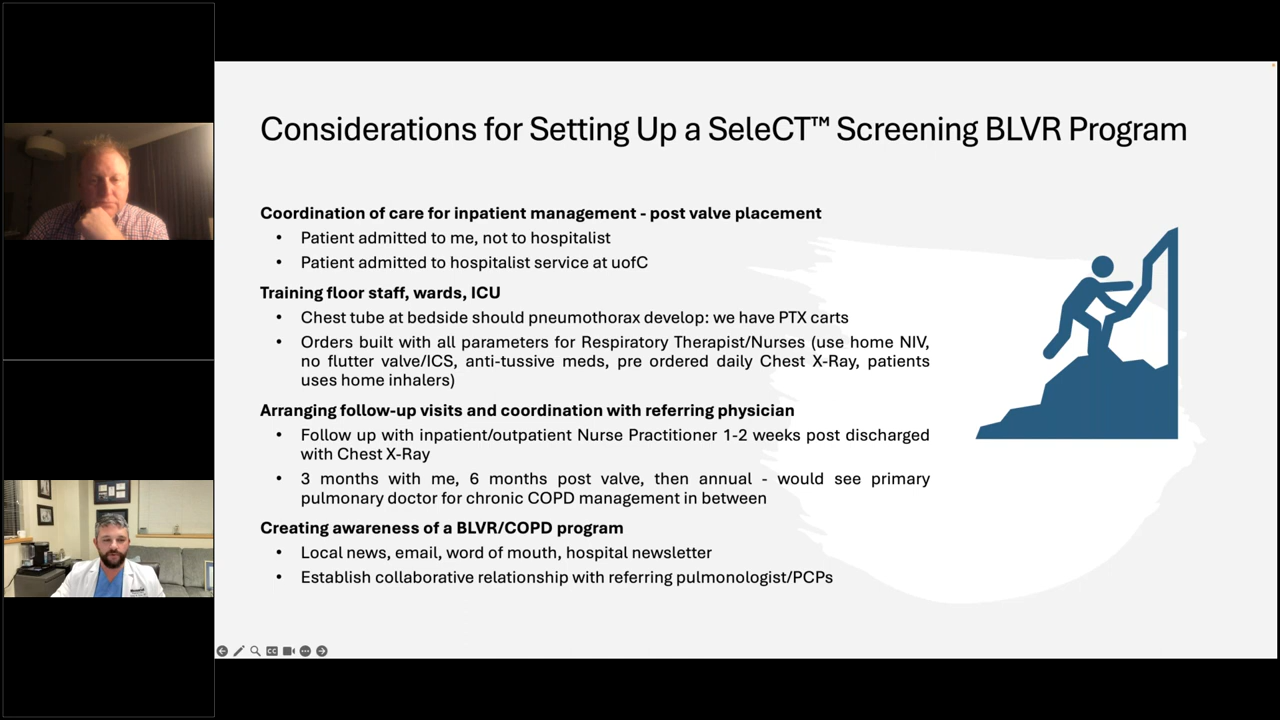 Considerations for Setting Up a SeleCT™ Screening BLVR Program
Coordination of care for inpatient management - post valve placement
• Patient admitted to me, not to hospitalist
• Patient admitted to hospitalist service at uofC
Training floor staff, wards, ICU
• Chest tube at bedside should pneumothorax develop: we have PTX carts
• Orders built with all parameters for Respiratory Therapist/Nurses (use home NIV,
no flutter valve/ICS, anti-tussive meds, pre ordered daily Chest X-Ray, patients
uses home inhalers)
Arranging follow-up visits and coordination with referring physician
• Follow up with inpatient/outpatient Nurse Practitioner 1-2 weeks post discharged
with Chest X-Ray
• 3 months with me, 6 months post valve, then annual - would see primary
pulmonary doctor for chronic COPD management in between
Creating awareness of a BLVR/COPD program
• Local news, email, word of mouth, hospital newsletter
• Establish collaborative relationship with referring pulmonologist/PCPs